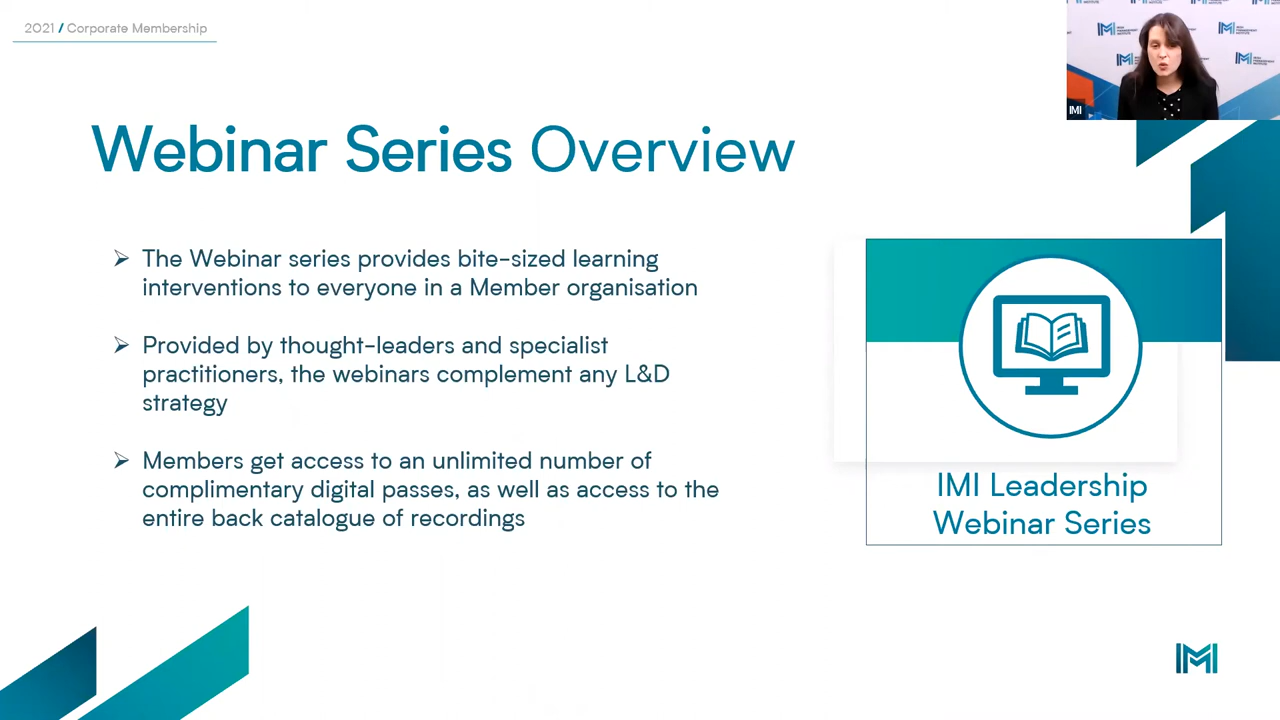 2021 / Corporate Membership
IMI
Webinar Series Overview
➢ The Webinar series provides bite-sized learning
interventions to everyone in a Member organisation
➢ Provided by thought-leaders and specialist
practitioners, the webinars complement any L&D
strategy
➢ Members get access to an unlimited number of
complimentary digital passes, as well as access to the
entire back catalogue of recordings
IMI Leadership
Webinar Series
IMI